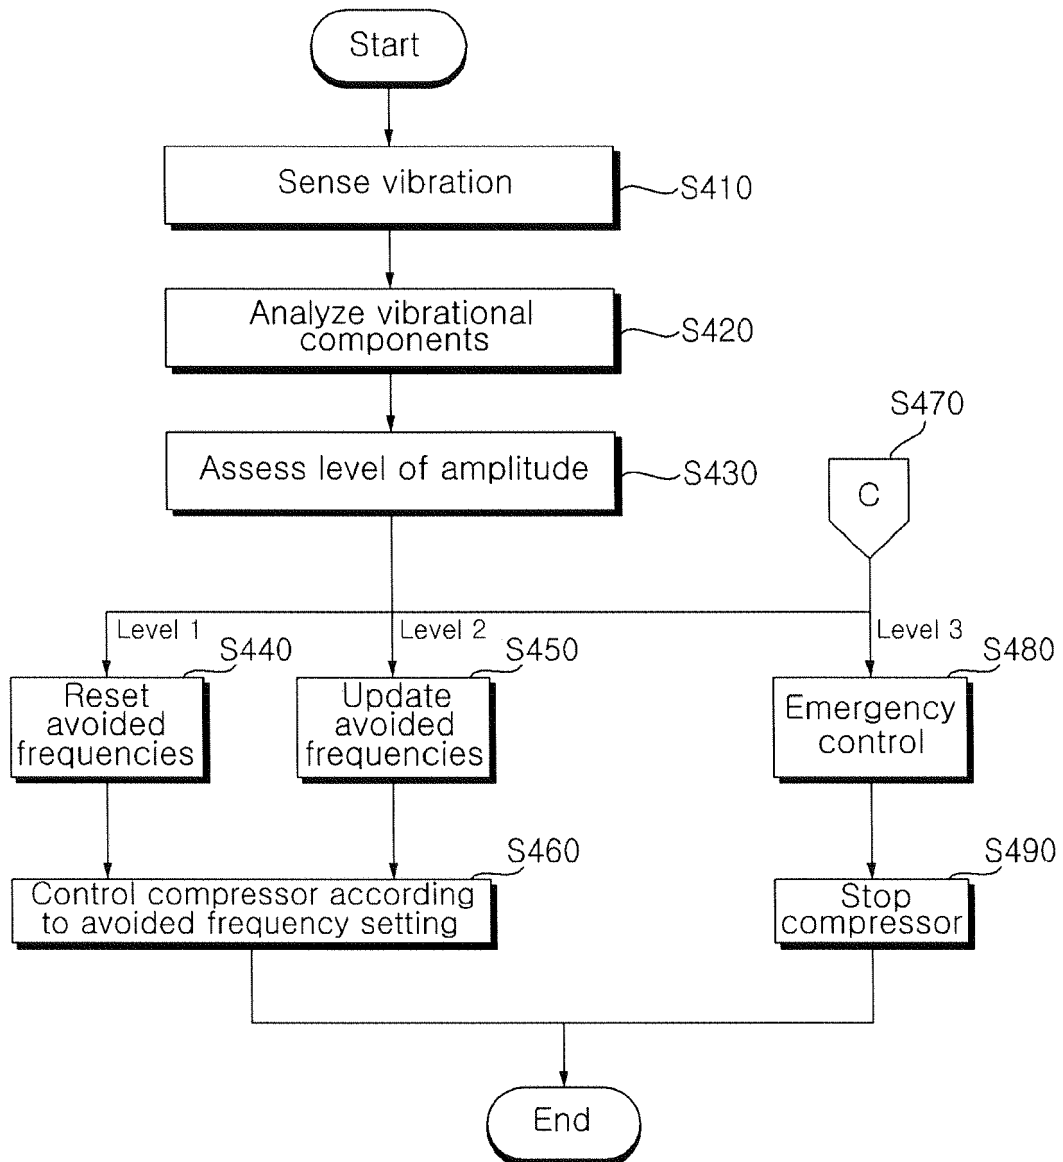 Start
Sense vibration
S410
Analyze vibrational
components
S420
Assess level of amplitude
S430
S470
C
Level 1
Level 2
Level 3
S440
S450
S480
Reset
avoided
frequencies
Update
avoided
frequencies
Emergency
control
S460
S490
Control compressor according
to avoided frequency setting
Stop
compressor
End